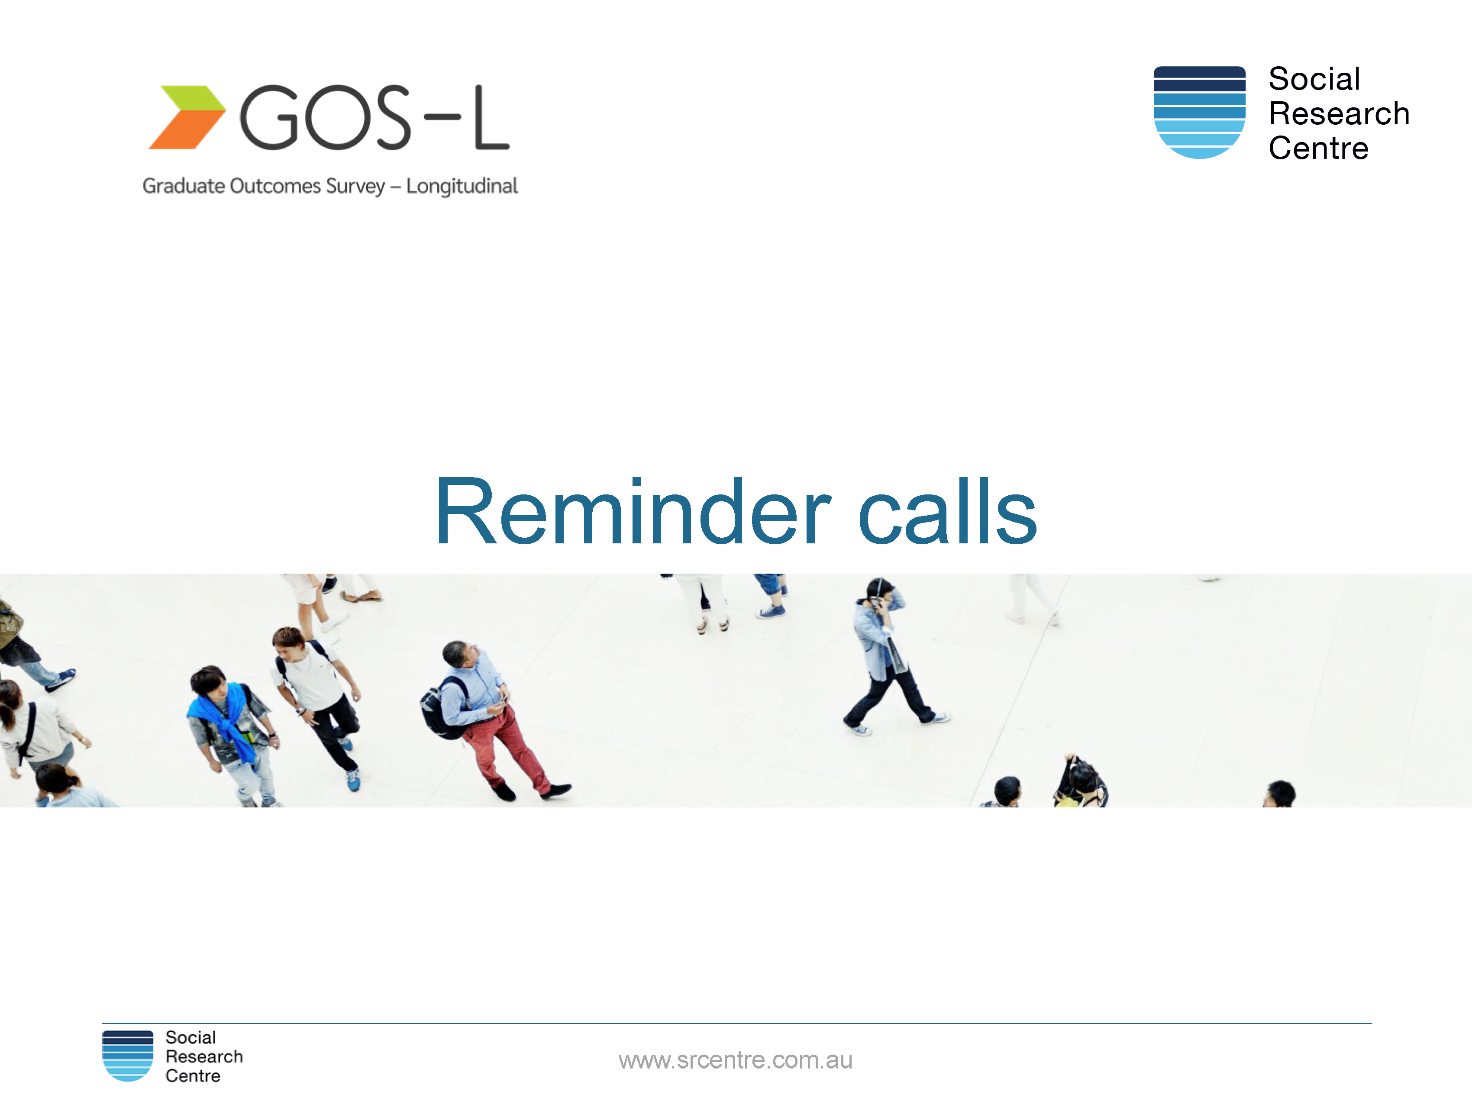 GOS-L
Graduate Outcomes Survey – Longitudinal
Social
Research
Centre
Reminder calls
Social
Research
Centre
www.srcentre.com.au